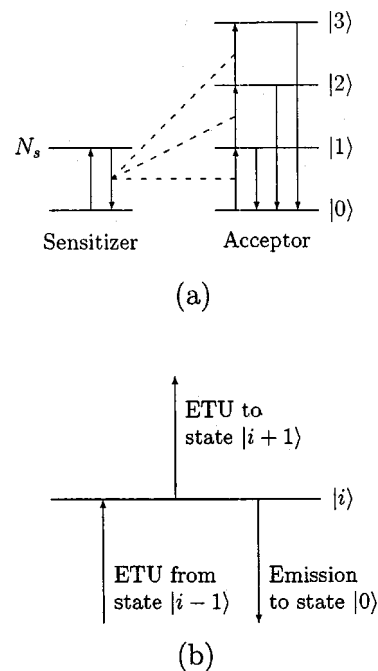 |3⟩
|2⟩
N_s
|1⟩
|0⟩
Sensitizer
Acceptor
(a)
ETU to
state |i + 1⟩
|i⟩
ETU from
state |i − 1⟩
Emission
to state |0⟩
(b)